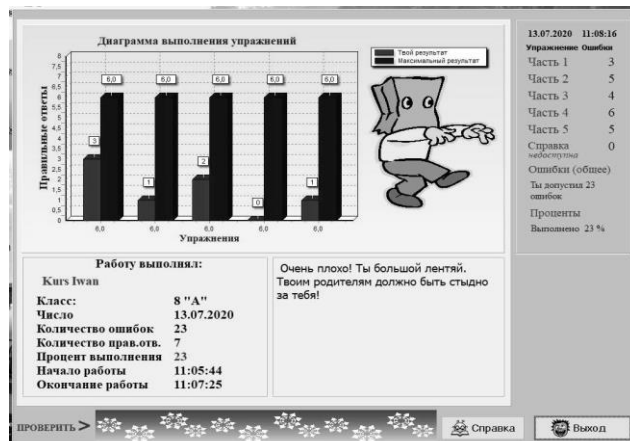 Диаграмма выполнения упражнений
Твой результат
Максимальный результат
Правильные ответы
8
7,5
7
6,5
6
5,5
5
4,5
4
3,5
3
2,5
2
1,5
1
0,5
0
3 6,0 1 6,0 2 6,0 0 6,0 1 6,0
6,0 6,0 6,0 6,0 6,0
Упражнения
13.07.2020 11:08:16
Упражнение Ошибки
Часть 1 3
Часть 2 5
Часть 3 4
Часть 4 6
Часть 5 5
Справка 0
недоступна
Ошибки (общее)
Ты допустил 23
ошибок
Проценты
Выполнено 23 %
Работу выполнял:
Kurs Iwan
Класс: 8 "А"
Число 13.07.2020
Количество ошибок 23
Количество прав.отв. 7
Процент выполнения 23
Начало работы 11:05:44
Окончание работы 11:07:25
Очень плохо! Ты большой лентяй.
Твоим родителям должно быть стыдно
за тебя!
ПРОВЕРИТЬ >
Справка
Выход